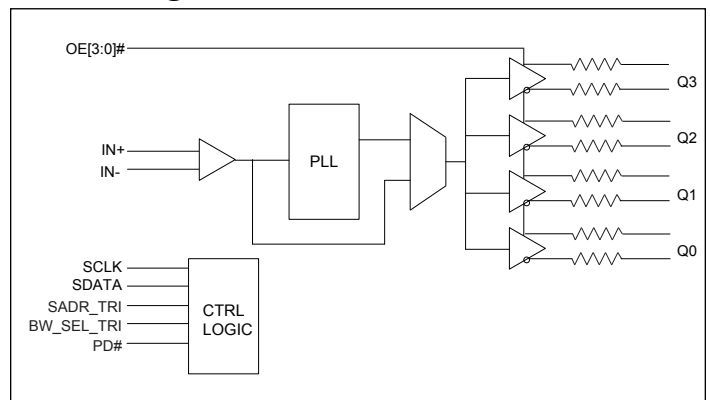 OE[3:0]#
Q3
Q2
IN+
IN-
PLL
Q1
Q0
SCLK
SDATA
SADR_TRI
BW_SEL_TRI
PD#
CTRL
LOGIC